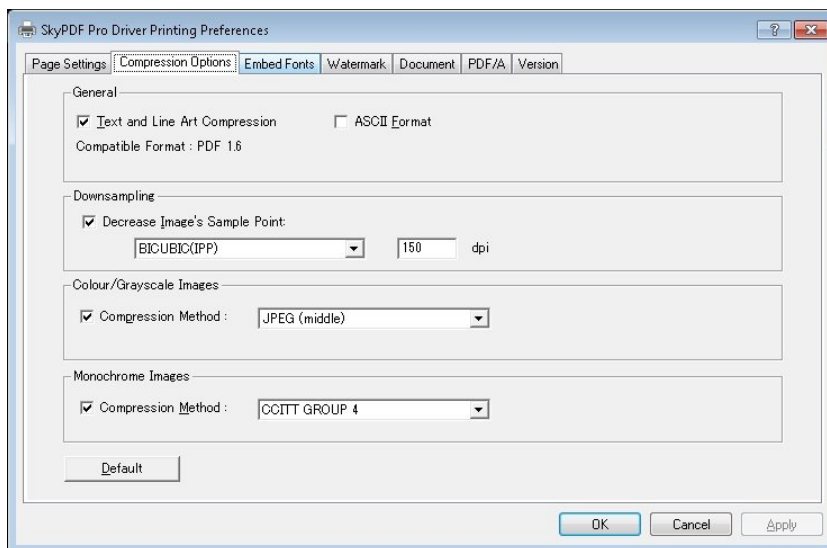 SkyPDF Pro Driver Printing Preferences
Page Settings Compression Options Embed Fonts Watermark Document PDF/A Version
General
Text and Line Art Compression ASCII Format
Compatible Format : PDF 1.6
Downsampling
Decrease Image's Sample Point:
BICUBIC(IPP) 150 dpi
Colour/Grayscale Images
Compression Method : JPEG (middle)
Monochrome Images
Compression Method : CCITT GROUP 4
Default
OK Cancel Apply